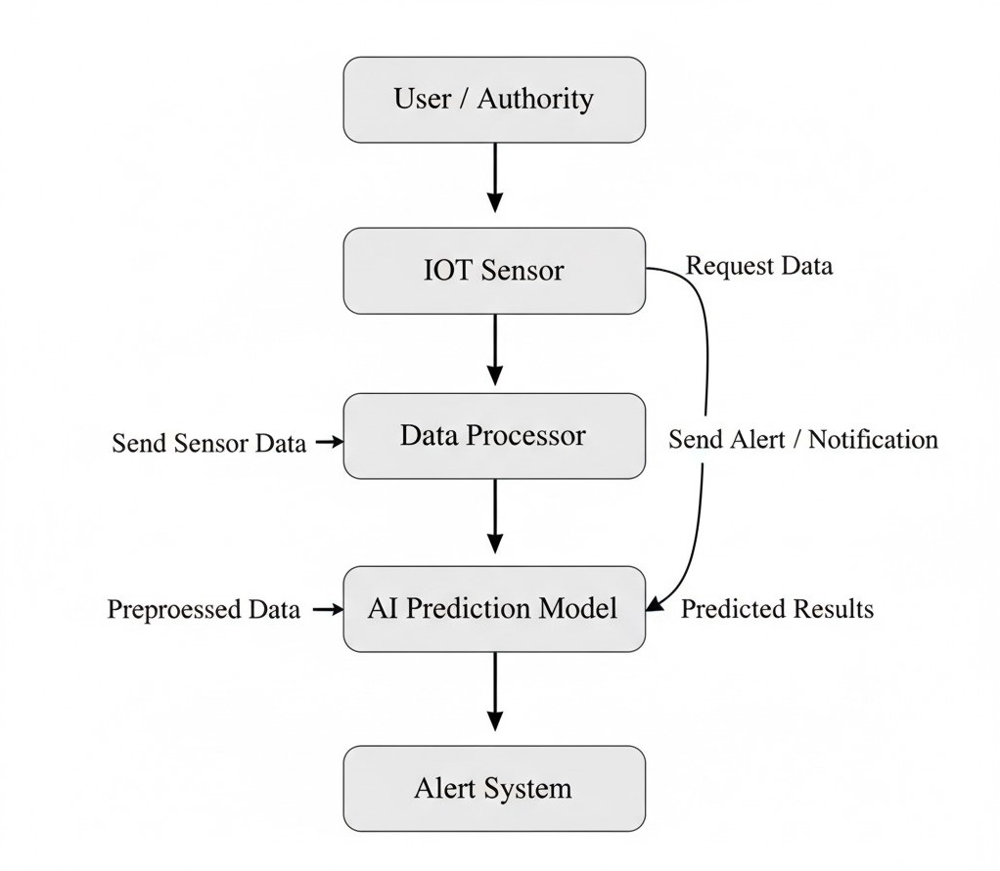 User / Authority
IOT Sensor
Request Data
Send Sensor Data
Data Processor
Send Alert / Notification
Preproessed Data
AI Prediction Model
Predicted Results
Alert System